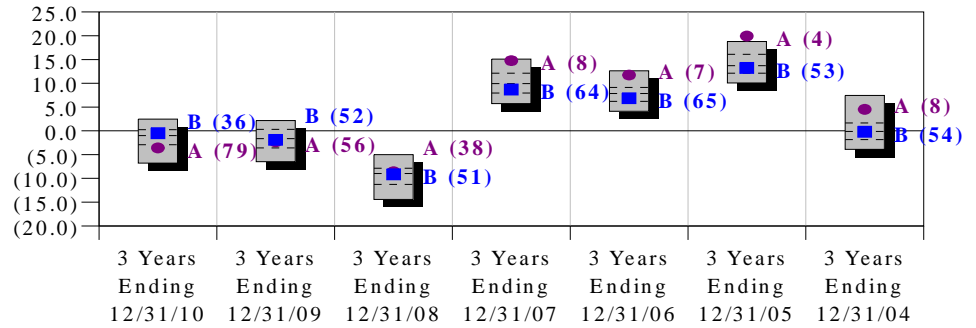 25.0
20.0
15.0
10.0
5.0
0.0
(5.0)
(10.0)
(15.0)
(20.0)
B (36)
A (79)
B (52)
A (56)
A (38)
B (51)
A (8)
B (64)
A (7)
B (65)
A (4)
B (53)
A (8)
B (54)
3 Years
Ending
12/31/10
3 Years
Ending
12/31/09
3 Years
Ending
12/31/08
3 Years
Ending
12/31/07
3 Years
Ending
12/31/06
3 Years
Ending
12/31/05
3 Years
Ending
12/31/04